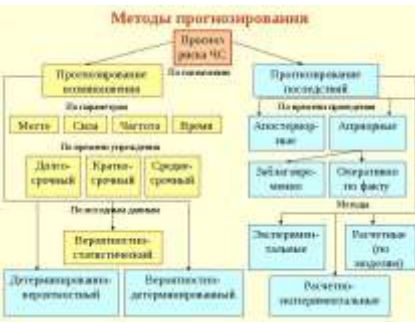 Методы прогнозирования
Прогноз
риска ЧС
Прогнозирование
возникновения
По назначению
Прогнозирование
последствий
По параметрам
По времени проведения
Место
Сила
Частота
Время
Апостериор-
ные
Априорные
По времени упреждения
Долго-
срочный
Кратко-
срочный
Средне-
срочный
Заблаговре-
менно
Оперативно
по факту
По исходным данным
Методы
Вероятностно-
статистический
Эксперимен-
тальные
Расчетные
(по
модели)
Детерминированно-
вероятностный
Вероятностно-
детерминированный
Расчетно-
экспериментальные